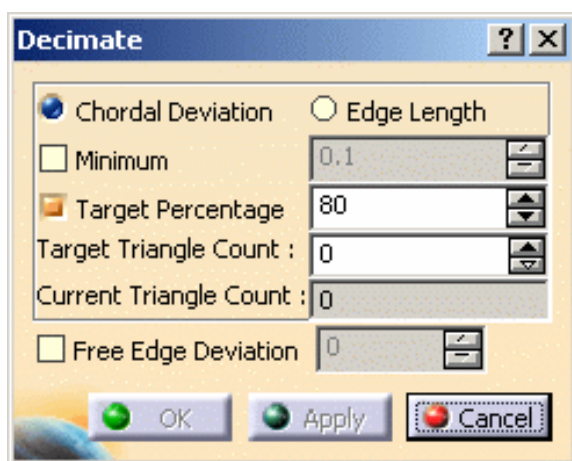 Decimate
Chordal Deviation Edge Length
Minimum 0.1
Target Percentage 80
Target Triangle Count : 0
Current Triangle Count : 0
Free Edge Deviation 0
OK Apply Cancel